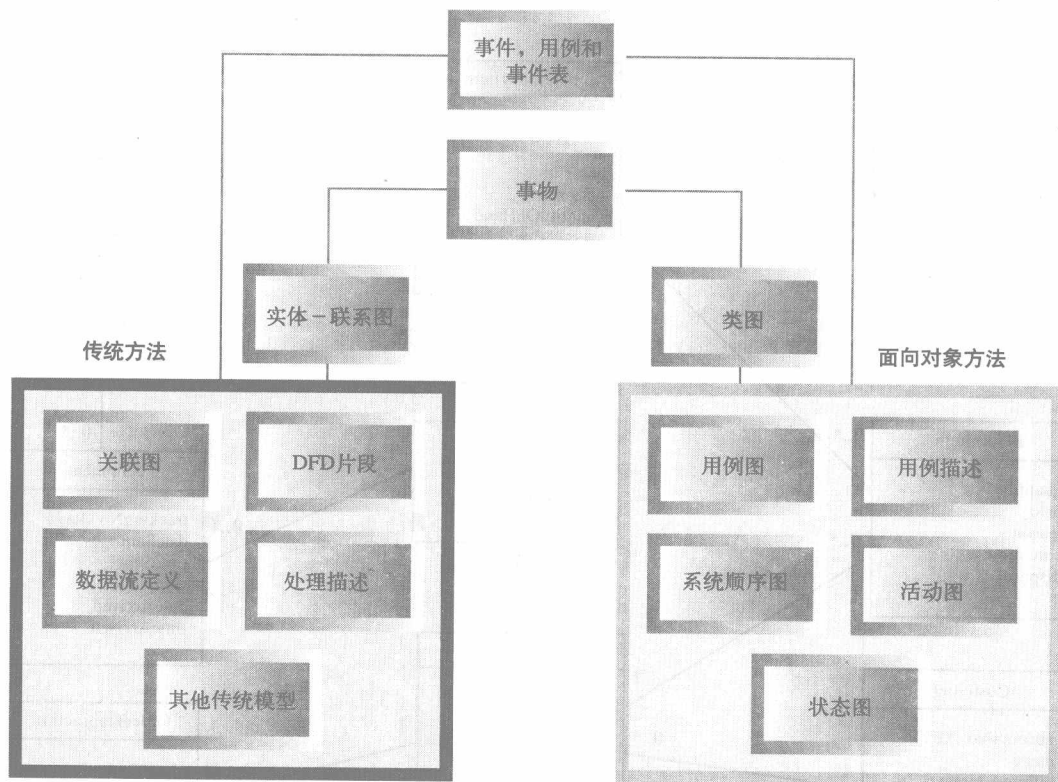 事件，用例和
事件表
事物
实体－联系图
类图
传统方法
面向对象方法
关联图
DFD片段
用例图
用例描述
数据流定义
处理描述
系统顺序图
活动图
其他传统模型
状态图